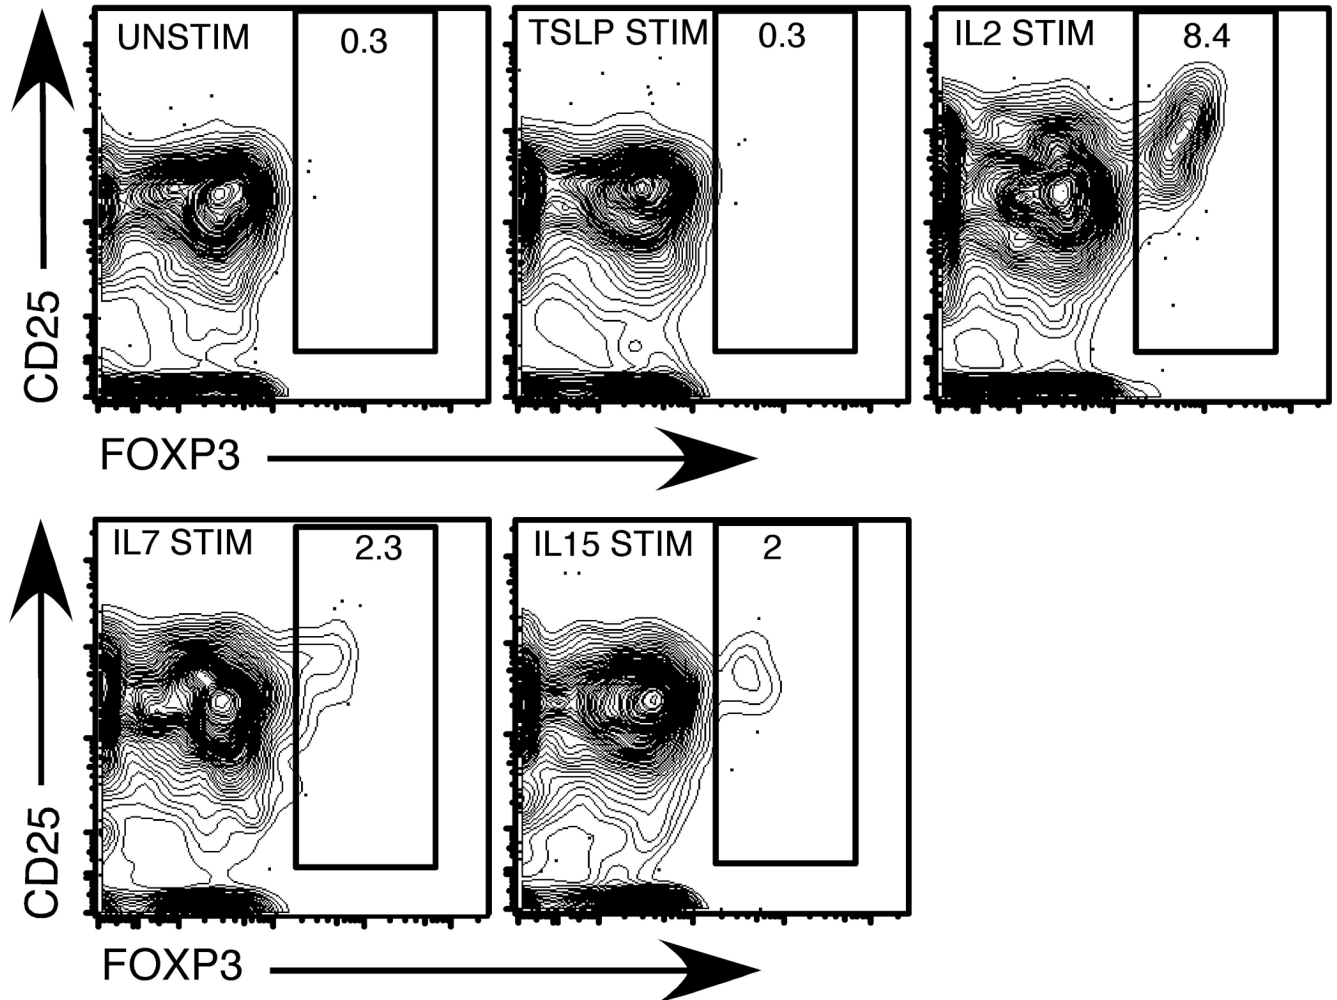 UNSTIM 0.3
TSLP STIM 0.3
IL2 STIM 8.4
CD25
FOXP3
IL7 STIM 2.3
IL15 STIM 2
CD25
FOXP3